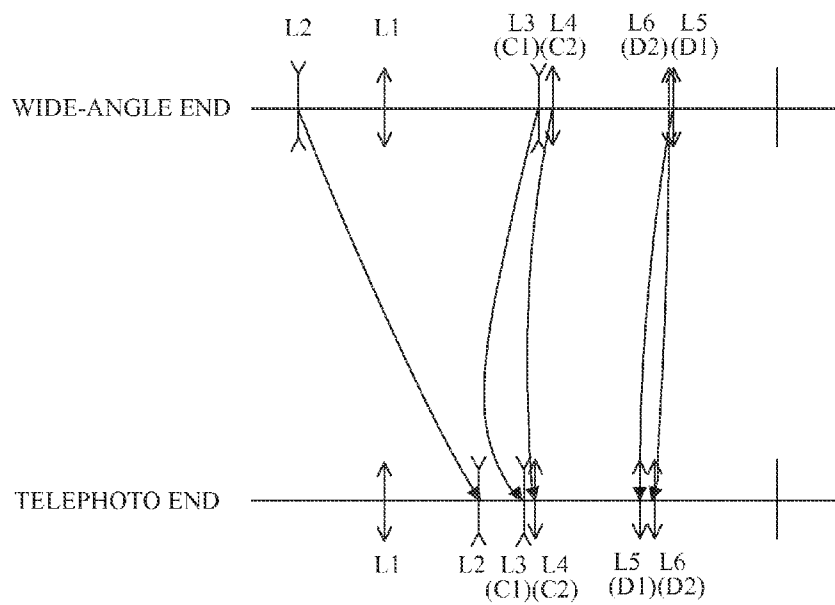 L2 L1 L3 L4 L6 L5
(C1)(C2) (D2)(D1)
WIDE-ANGLE END
TELEPHOTO END
L1 L2 L3 L4 L5 L6
(C1)(C2) (D1)(D2)